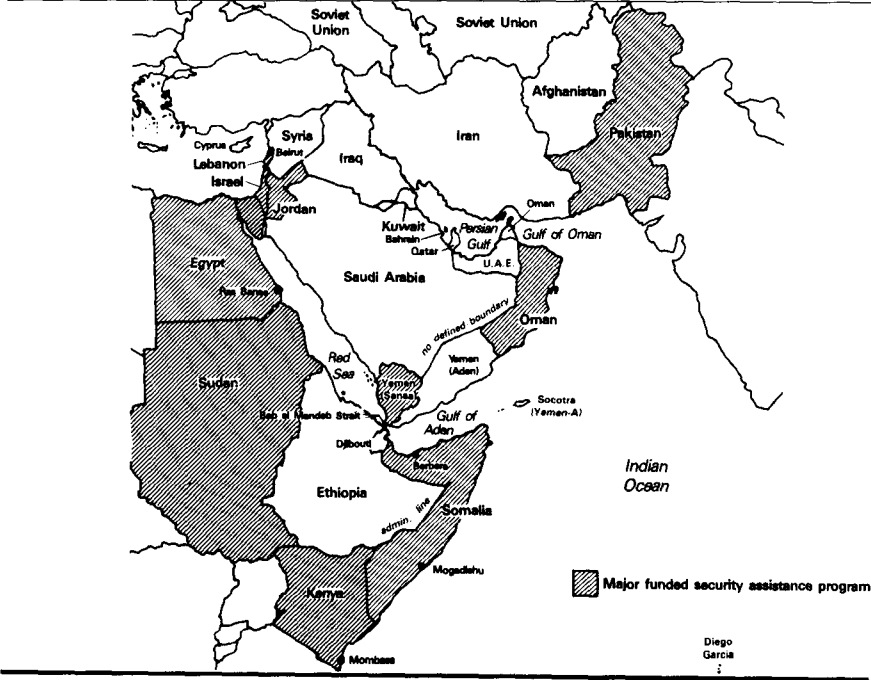 Soviet
Union
Soviet Union
Afghanistan
Pakistan
Iran
Syria
Cyprus
Beirut
Lebanon
Iraq
Israel
Jordan
Oman
Kuwait
Persian
Gulf
Gulf of Oman
Bahrain
Qatar
U.A.E.
Egypt
Saudi Arabia
Ras Banas
Oman
no defined boundary
Red
Sea
Yemen
(Aden)
Sudan
Yemen
(Sanaa)
Socotra
(Yemen-A)
Bab el Mandeb Strait
Gulf of
Aden
Djibouti
Berbera
Indian
Ocean
Ethiopia
admin. line
Somalia
Mogadishu
Major funded security assistance program
Kenya
Diego
Garcia
Mombasa